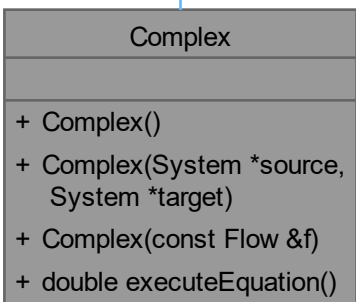 Complex
+ Complex()
+ Complex(System *source,
System *target)
+ Complex(const Flow &f)
+ double executeEquation()